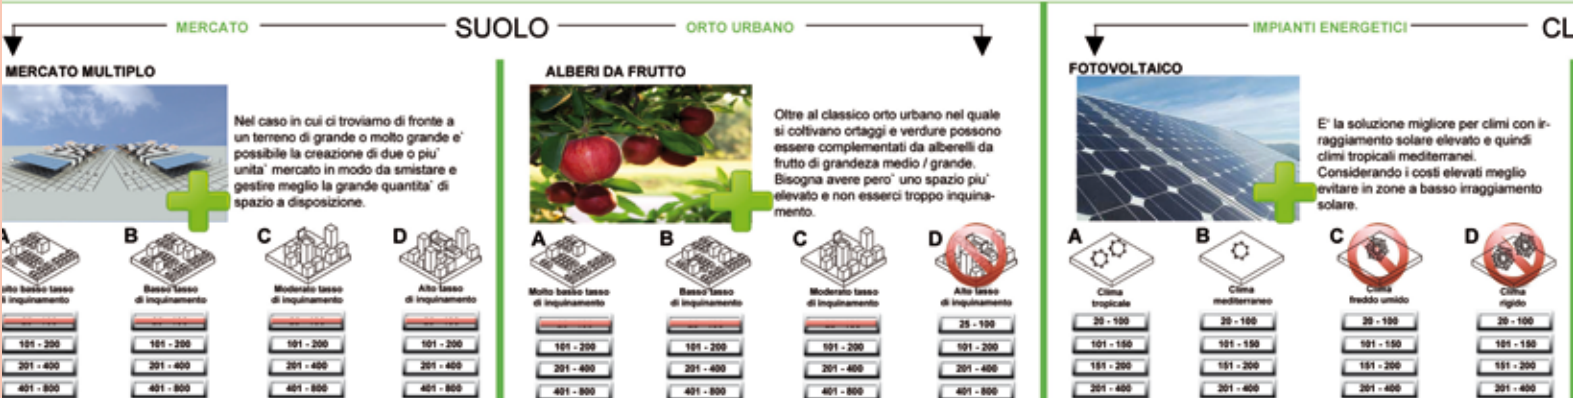 MERCATO
SUOLO
ORTO URBANO
IMPIANTI ENERGETICI
CL
MERCATO MULTIPLO
Nel caso in cui ci troviamo di fronte a
un terreno di grande o molto grande e`
possibile la creazione di due o piu`
unita` mercato in modo da smistare e
gestire meglio la grande quantita` di
spazio a disposizione.
A
B
C
D
basso tasso
di inquinamento
Basso tasso
di inquinamento
Moderato tasso
di inquinamento
Alto tasso
di inquinamento
101 - 200
101 - 200
101 - 200
101 - 200
201 - 400
201 - 400
201 - 400
201 - 400
401 - 800
401 - 800
401 - 800
401 - 800
ALBERI DA FRUTTO
Oltre al classico orto urbano nel quale
si coltivano ortaggi e verdure possono
essere complementati da alberelli da
frutto di grandeza medio / grande.
Bisogna avere pero` uno spazio piu`
elevato e non esserci troppo inquina-
mento.
A
B
C
D
Molto basso tasso
di inquinamento
Basso tasso
di inquinamento
Moderato tasso
di inquinamento
Alto tasso
di inquinamento
25 - 100
101 - 200
101 - 200
101 - 200
101 - 200
201 - 400
201 - 400
201 - 400
201 - 400
401 - 800
401 - 800
401 - 800
401 - 800
FOTOVOLTAICO
E' la soluzione migliore per climi con ir-
raggiamento solare elevato e quindi
climi tropicali mediterranei.
Considerando i costi elevati meglio
evitare in zone a basso irraggiamento
solare.
A
B
C
D
Clima
tropicale
Clima
mediterraneo
Clima
freddo umido
Clima
rigido
20 - 100
20 - 100
20 - 100
20 - 100
101 - 150
101 - 150
101 - 150
101 - 150
151 - 200
151 - 200
151 - 200
151 - 200
201 - 400
201 - 400
201 - 400
201 - 400